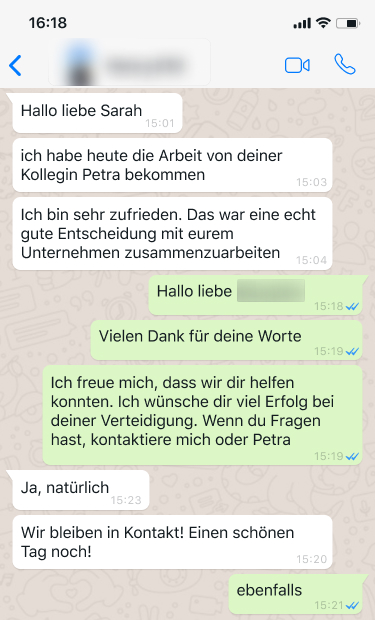 16:18
Hallo liebe Sarah
15:01
ich habe heute die Arbeit von deiner
Kollegin Petra bekommen
15:03
Ich bin sehr zufrieden. Das war eine echt
gute Entscheidung mit eurem
Unternehmen zusammenzuarbeiten
15:04
Hallo liebe
15:18
Vielen Dank für deine Worte
15:19
Ich freue mich, dass wir dir helfen
konnten. Ich wünsche dir viel Erfolg bei
deiner Verteidigung. Wenn du Fragen
hast, kontaktiere mich oder Petra
15:19
Ja, natürlich
15:23
Wir bleiben in Kontakt! Einen schönen
Tag noch!
15:20
ebenfalls
15:21